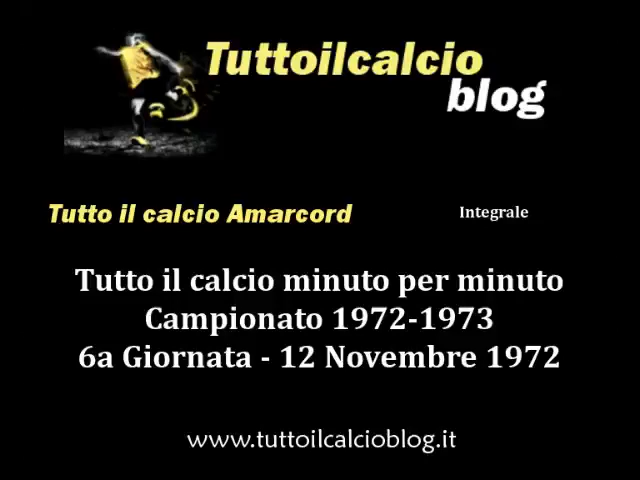 Tuttoilcalcio
blog
Tutto il calcio Amarcord
Integrale
Tutto il calcio minuto per minuto
Campionato 1972-1973
6a Giornata - 12 Novembre 1972
www.tuttoilcalcioblog.it